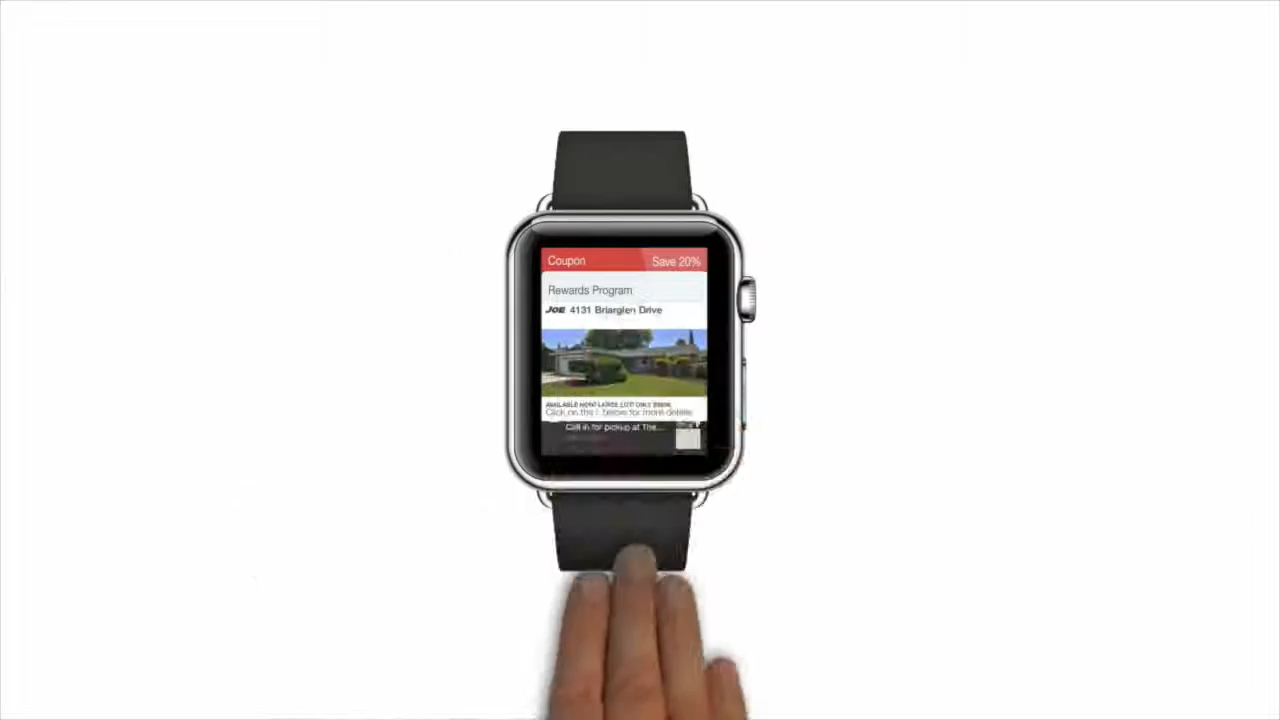 Coupon Save 20%
Rewards Program
JOE 4131 Briarglen Drive
AVAILABLE NOW! LARGE LOT! ONLY
Click on the below for more details
Call in for pickup at The...